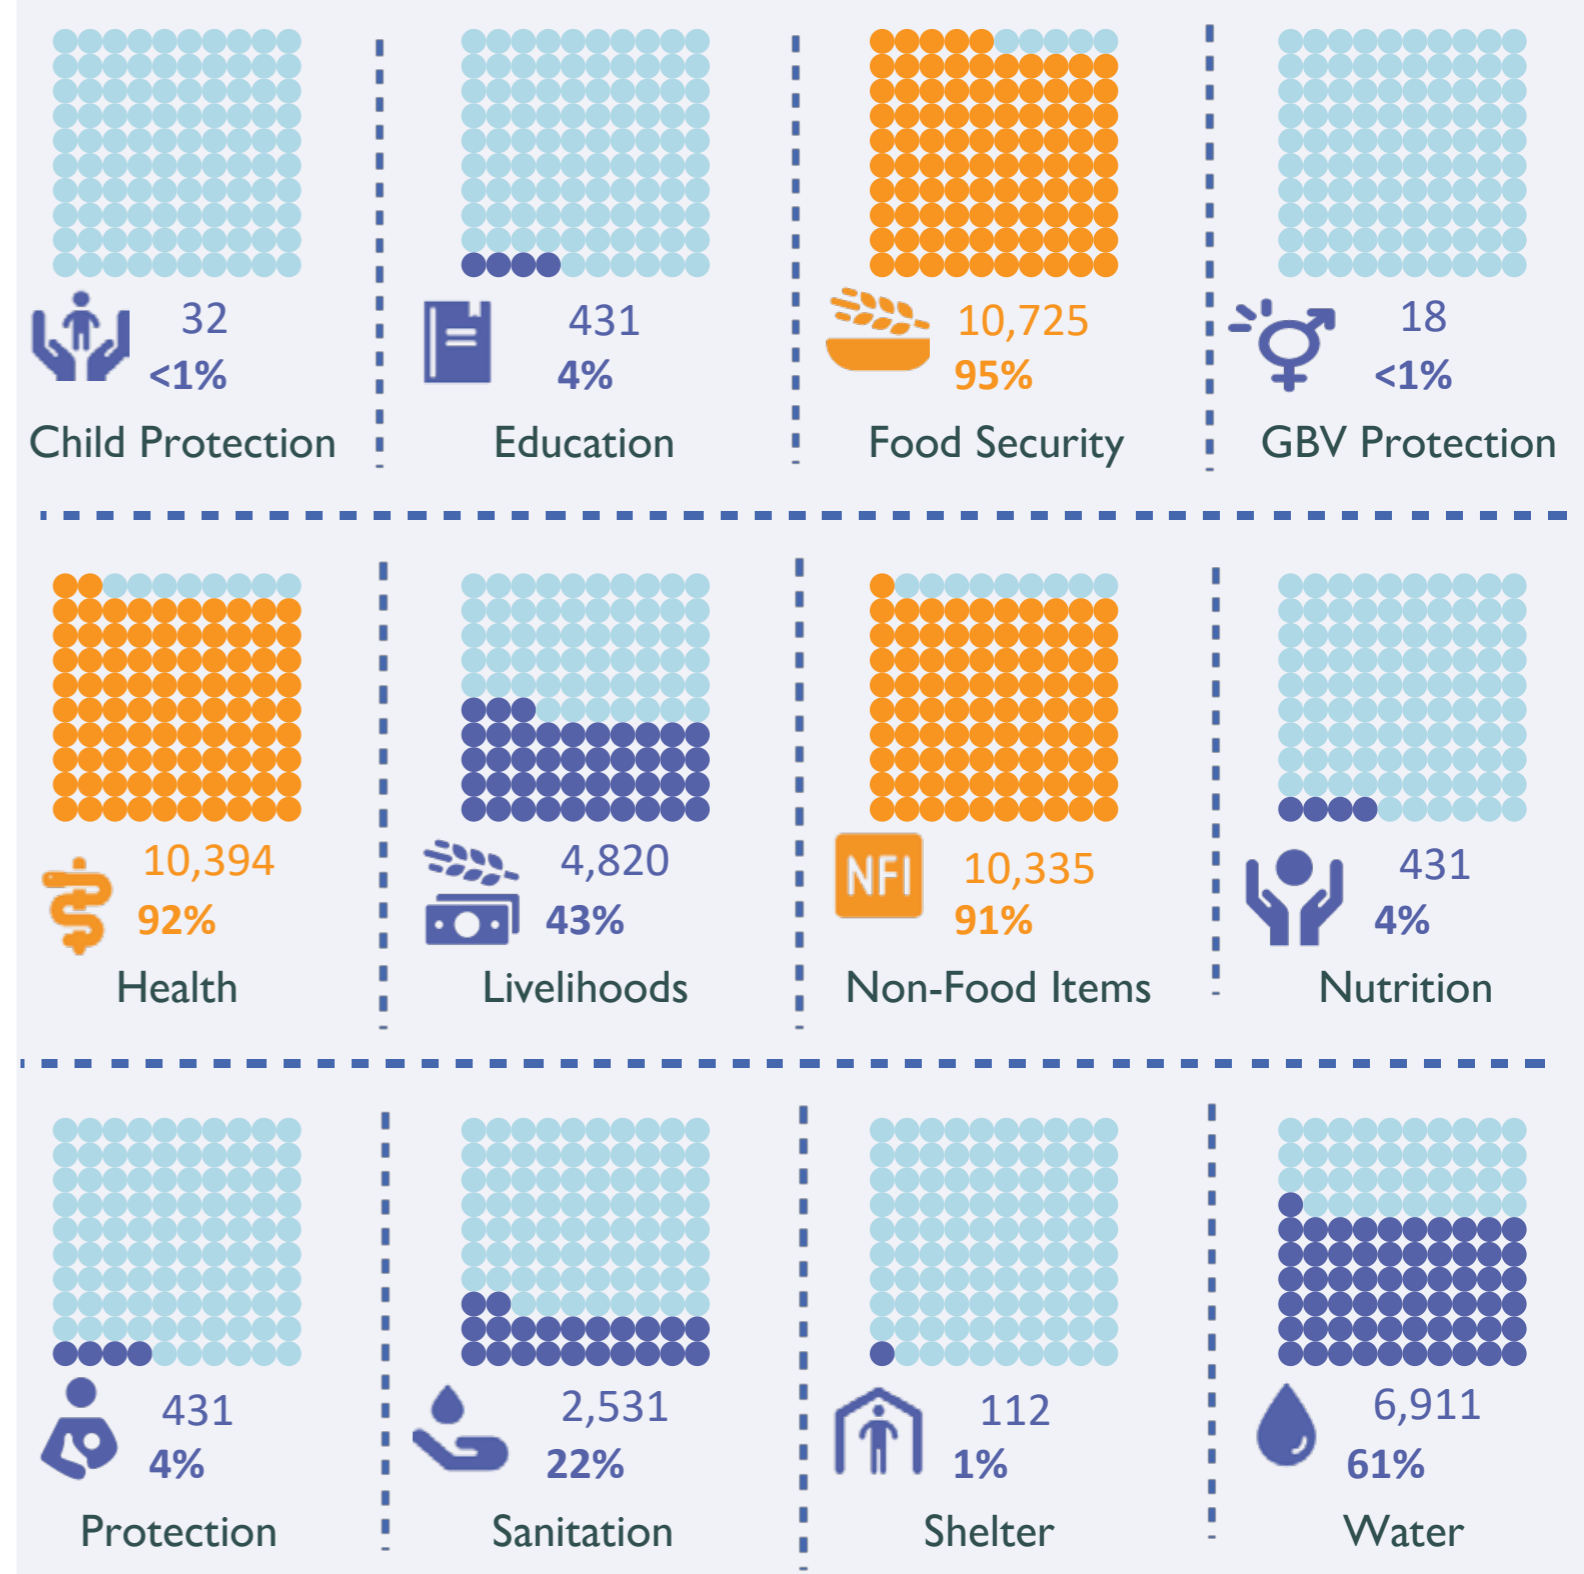 32
<1%
Child Protection
431
4%
Education
10,725
95%
Food Security
18
<1%
GBV Protection
10,394
92%
Health
4,820
43%
Livelihoods
NFI
10,335
91%
Non-Food Items
431
4%
Nutrition
431
4%
Protection
2,531
22%
Sanitation
112
1%
Shelter
6,911
61%
Water